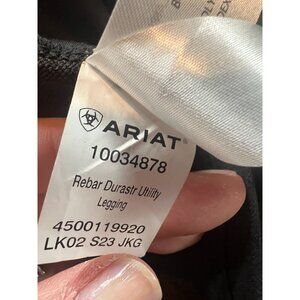 ARIAT
10034878
Rebar Durastr Utility
Legging
4500119920
LK02 S23 JKG